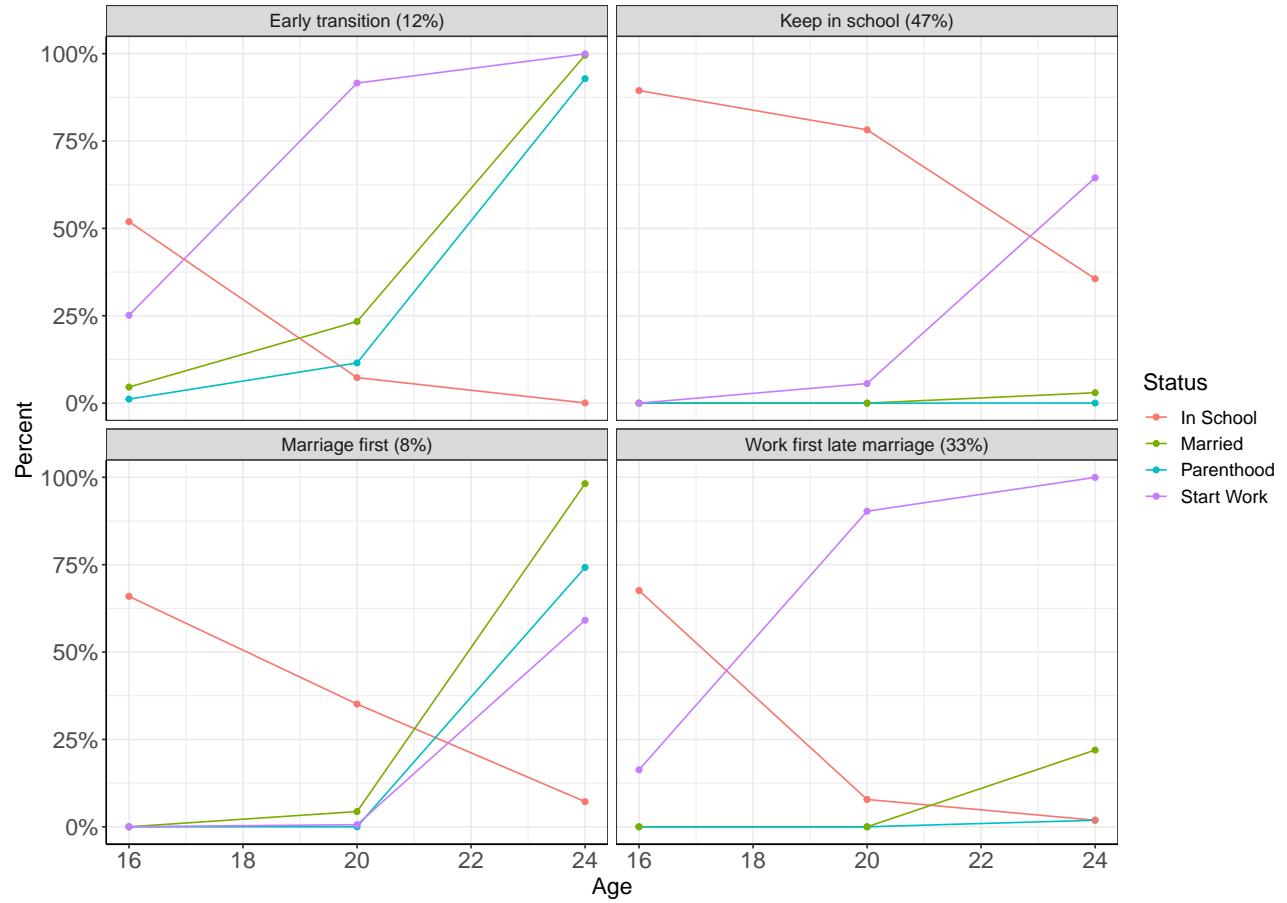 Early transition (12%)
Keep in school (47%)
100%
75%
50%
25%
0%
Marriage first (8%)
Work first late marriage (33%)
100%
75%
50%
25%
0%
16 18 20 22 24
16 18 20 22 24
Age
Percent
Status
In School
Married
Parenthood
Start Work